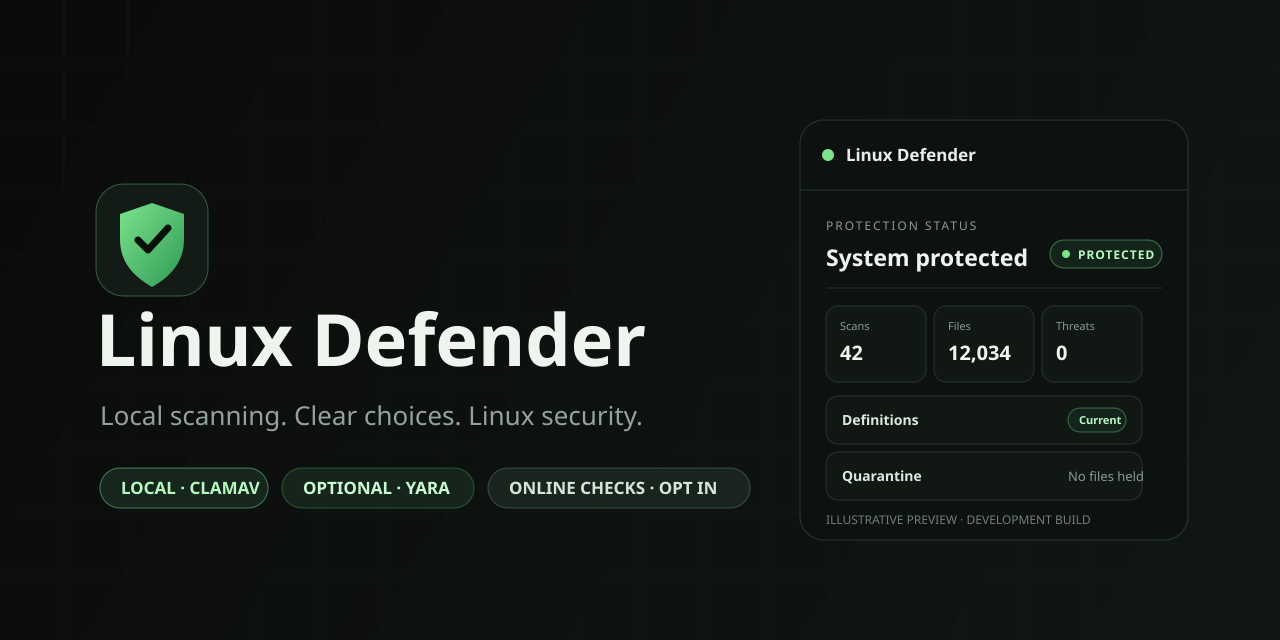 Linux Defender
Local scanning. Clear choices. Linux security.
LOCAL · CLAMAV
OPTIONAL · YARA
ONLINE CHECKS · OPT IN
Linux Defender
PROTECTION STATUS
System protected
PROTECTED
Scans
42
Files
12,034
Threats
0
Definitions
Current
Quarantine
No files held
ILLUSTRATIVE PREVIEW · DEVELOPMENT BUILD